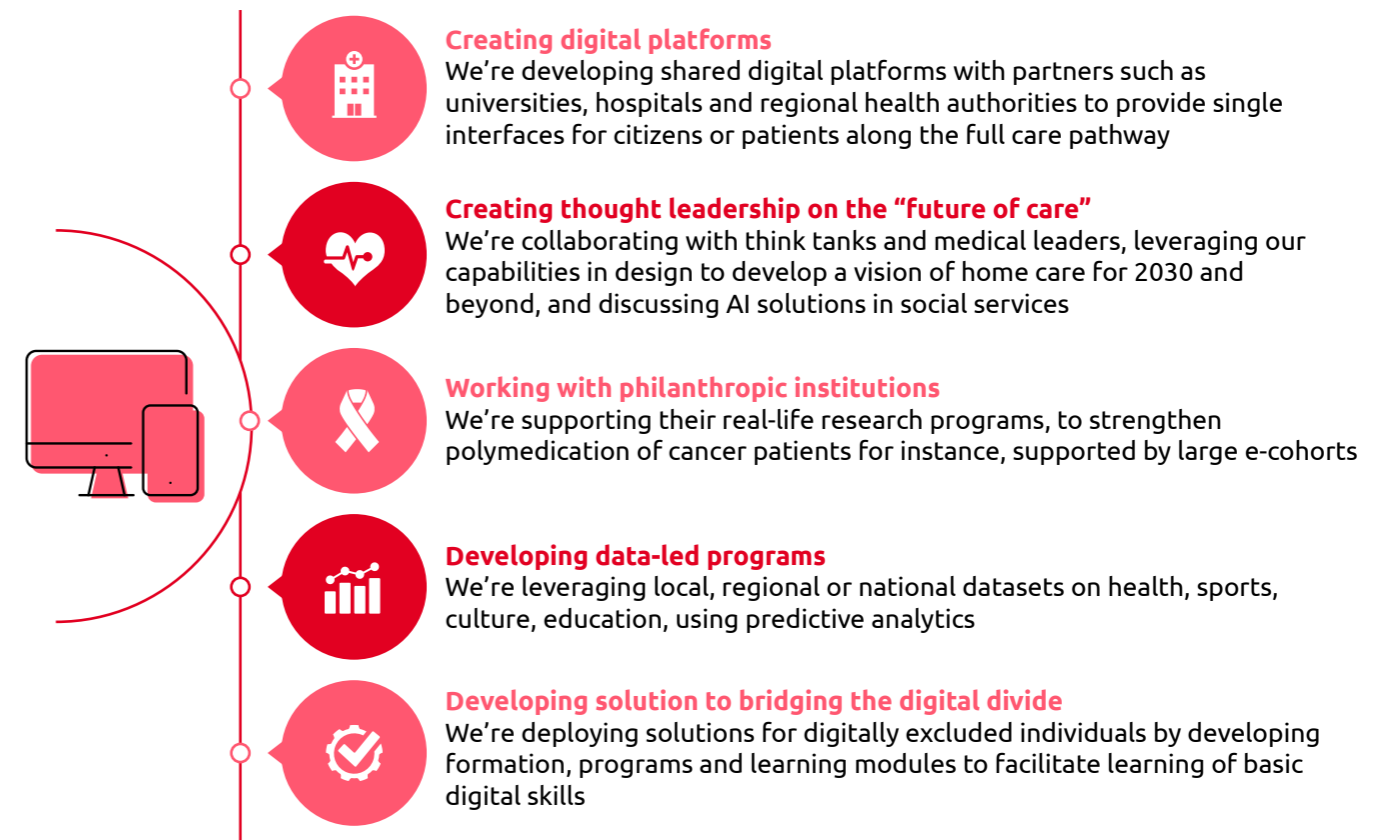 Creating digital platforms
We’re developing shared digital platforms with partners such as
universities, hospitals and regional health authorities to provide single
interfaces for citizens or patients along the full care pathway
Creating thought leadership on the “future of care”
We’re collaborating with think tanks and medical leaders, leveraging our
capabilities in design to develop a vision of home care for 2030 and
beyond, and discussing AI solutions in social services
Working with philanthropic institutions
We’re supporting their real-life research programs, to strengthen
polymedication of cancer patients for instance, supported by large e-cohorts
Developing data-led programs
We’re leveraging local, regional or national datasets on health, sports,
culture, education, using predictive analytics
Developing solution to bridging the digital divide
We’re deploying solutions for digitally excluded individuals by developing
formation, programs and learning modules to facilitate learning of basic
digital skills